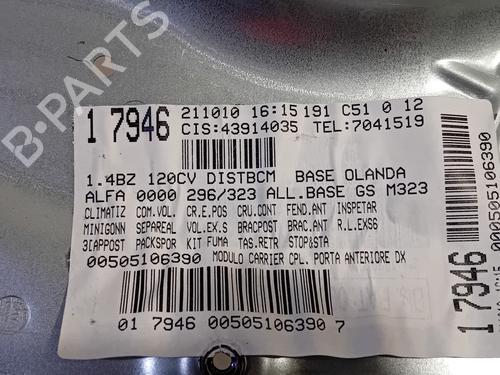 B-PARTS
1 7946
211010 16:15 191 C51 0 12
CIS:43914035 TEL:7041519
1.4BZ 120CV DISTBCM BASE OLANDA
ALFA 0000 296/323 ALL.BASE GS M323
CLIMATIZ COM.VOL. CR.E.POS CRU.CONT FEND.ANT INSPETAR
MINIGONN SEPAREAL VOL.EX.S BRACPOST BRAC.ANT R.L.EXSG
3IAPPOST PACKSPOR KIT FUMA TAS.RETR STOP&STA
00505106390 MODULO CARRIER CPL. PORTA ANTERIORE DX
01 7946 00505106390 7
1 7946
00505106390